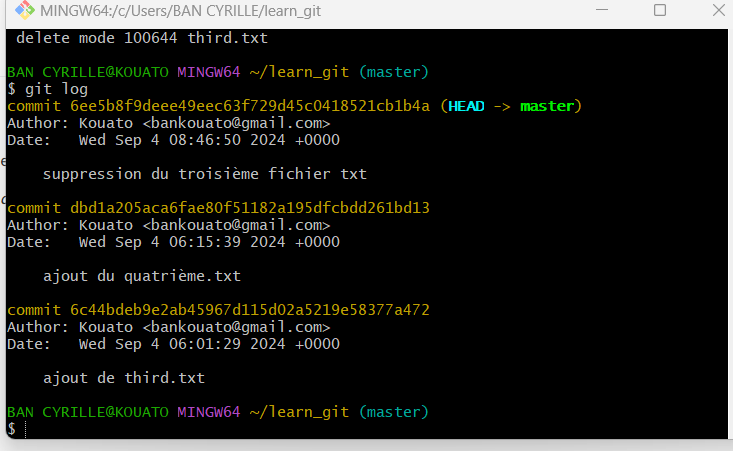 MINGW64:/c/Users/BAN CYRILLE/learn_git
delete mode 100644 third.txt
BAN CYRILLE@KOUATO MINGW64 ~/learn_git (master)
$ git log
commit 6ee5b8f9deee49eec63f729d45c0418521cb1b4a (HEAD -> master)
Author: Kouato <bankouato@gmail.com>
Date:   Wed Sep 4 08:46:50 2024 +0000
suppression du troisième fichier txt
commit dbd1a205aca6fae80f51182a195dfcbdd261bd13
Author: Kouato <bankouato@gmail.com>
Date:   Wed Sep 4 06:15:39 2024 +0000
ajout du quatrième.txt
commit 6c44bdeb9e2ab45967d115d02a5219e58377a472
Author: Kouato <bankouato@gmail.com>
Date:   Wed Sep 4 06:01:29 2024 +0000
ajout de third.txt
BAN CYRILLE@KOUATO MINGW64 ~/learn_git (master)
$